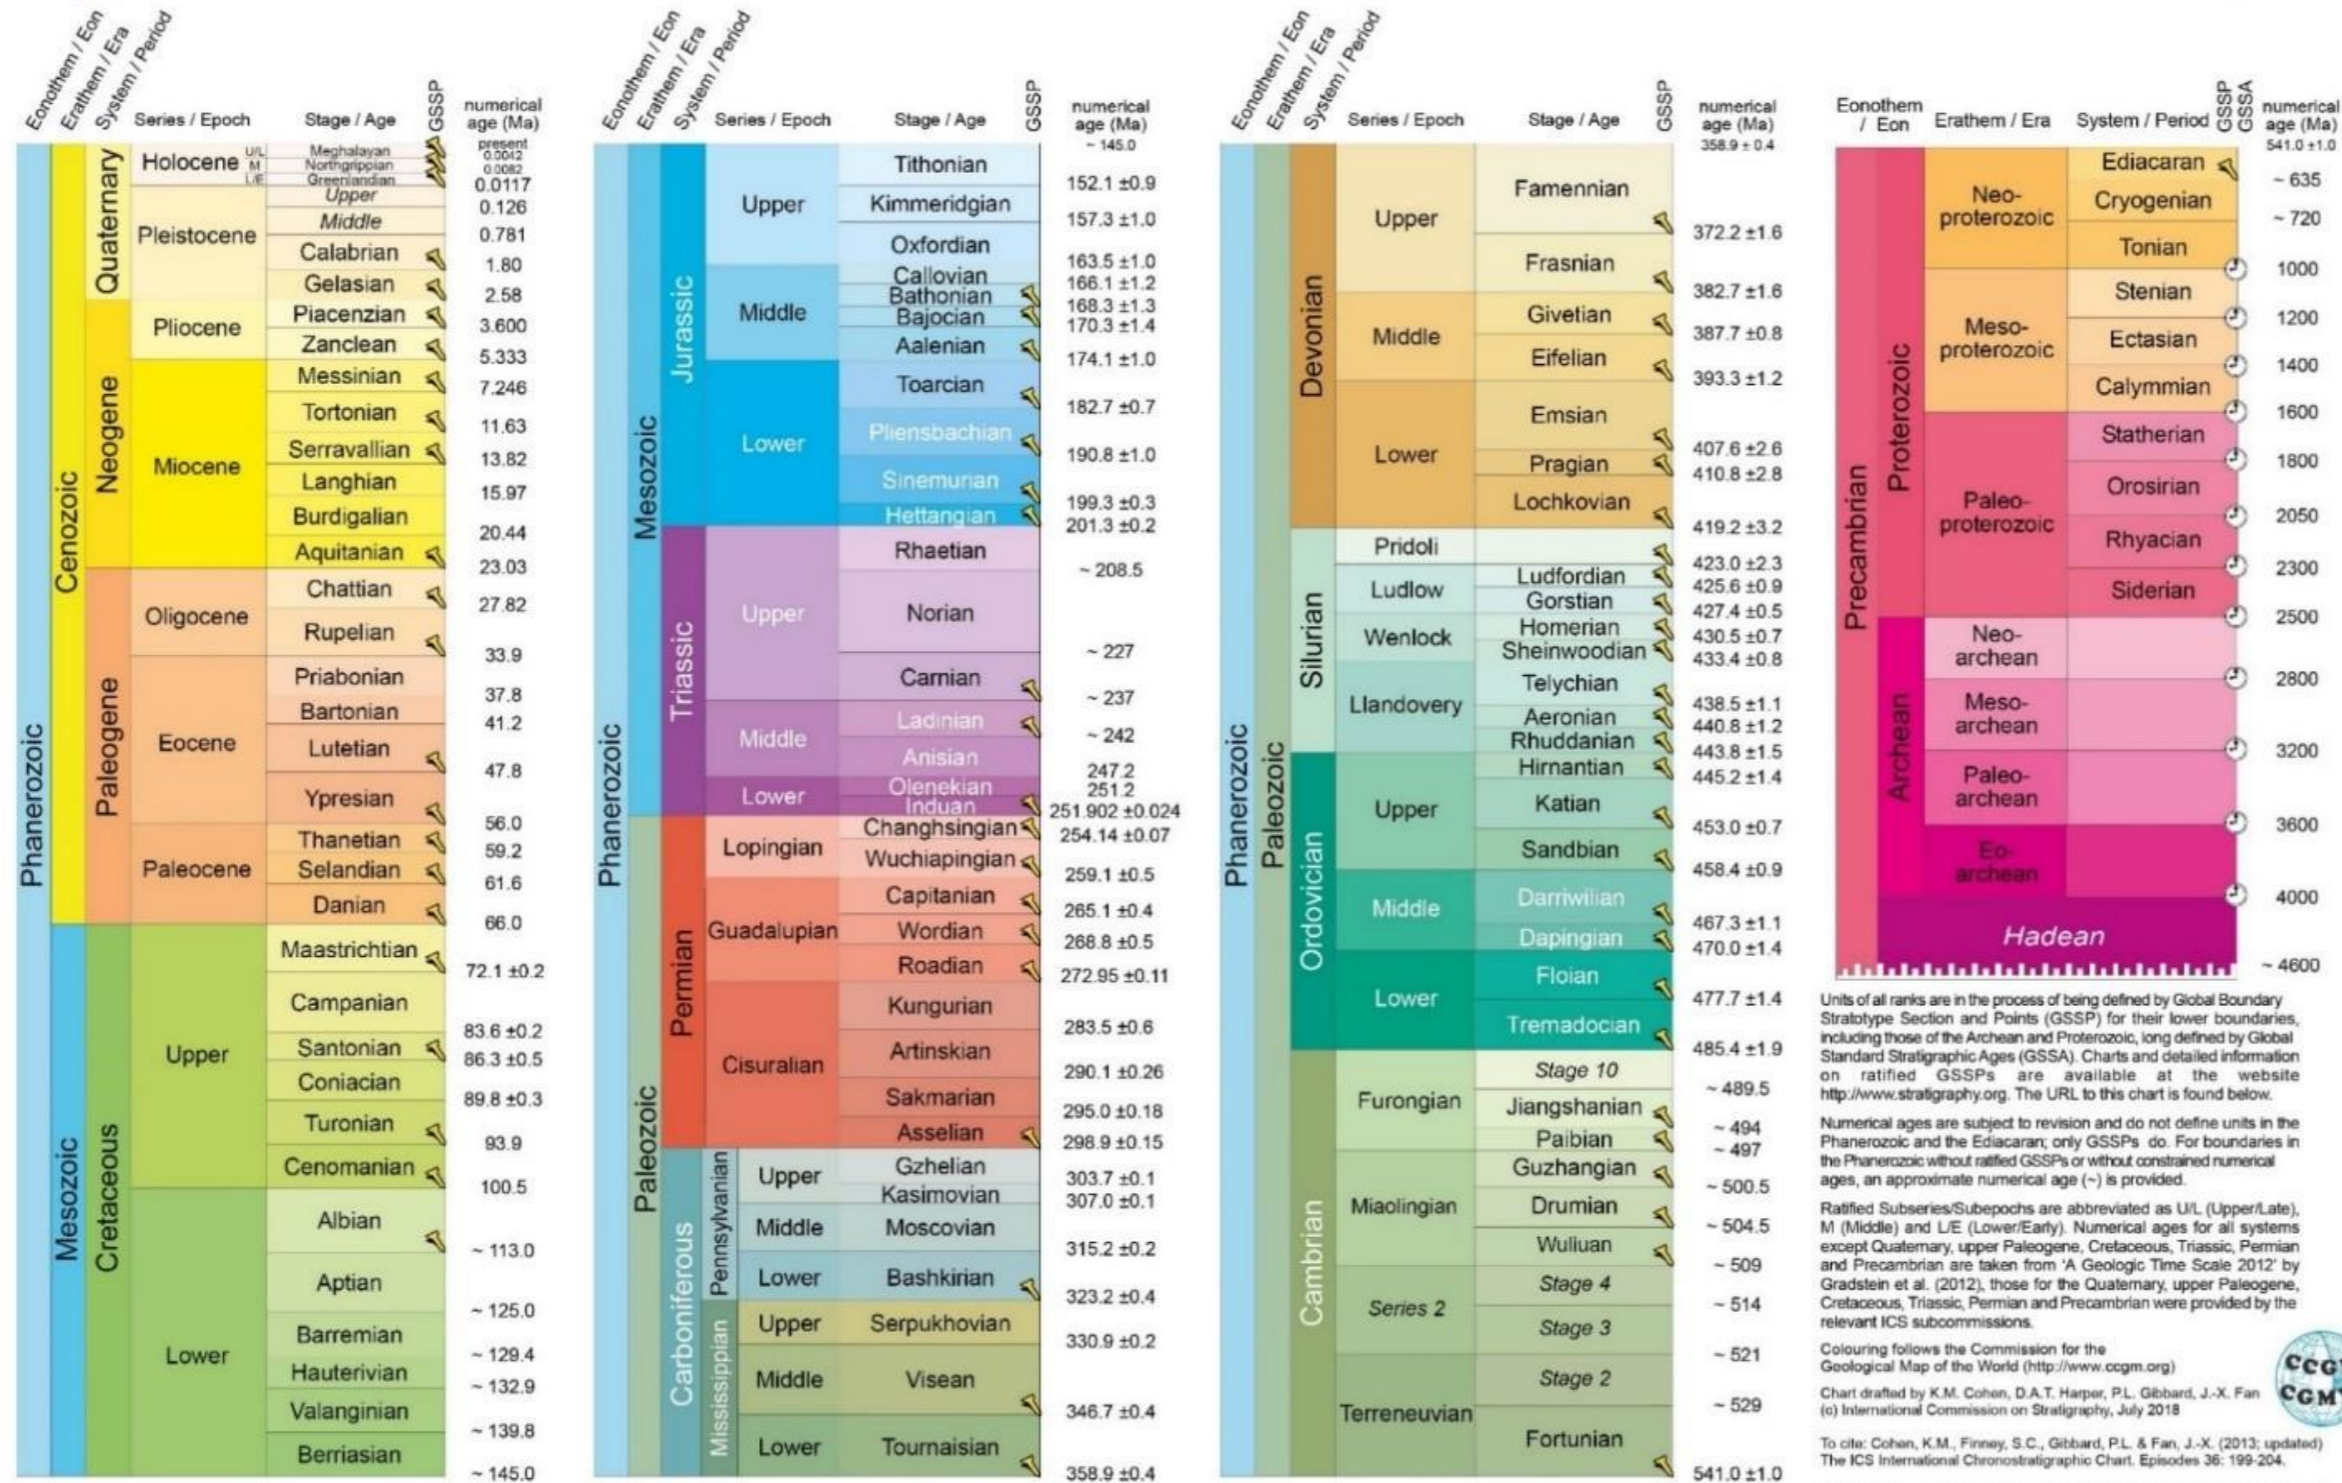 Eonothem / Eon
Erathem / Era
System / Period
Series / Epoch
Stage / Age
GSSP
numerical
age (Ma)
Phanerozoic
Cenozoic
Mesozoic
Quaternary
Neogene
Paleogene
Cretaceous
Holocene
U/L
M
L/E
Pleistocene
Pliocene
Miocene
Oligocene
Eocene
Paleocene
Upper
Lower
present
Meghalayan
0.0042
Northgrippian
0.0082
Greenlandian
0.0117
Upper
0.126
Middle
0.781
Calabrian
1.80
Gelasian
2.58
Piacenzian
3.600
Zanclean
5.333
Messinian
7.246
Tortonian
11.63
Serravallian
13.82
Langhian
15.97
Burdigalian
20.44
Aquitanian
23.03
Chattian
27.82
Rupelian
33.9
Priabonian
37.8
Bartonian
41.2
Lutetian
47.8
Ypresian
56.0
Thanetian
59.2
Selandian
61.6
Danian
66.0
Maastrichtian
72.1 ±0.2
Campanian
83.6 ±0.2
Santonian
86.3 ±0.5
Coniacian
89.8 ±0.3
Turonian
93.9
Cenomanian
100.5
Albian
~ 113.0
Aptian
~ 125.0
Barremian
~ 129.4
Hauterivian
~ 132.9
Valanginian
~ 139.8
Berriasian
~ 145.0
Eonothem / Eon
Erathem / Era
System / Period
Series / Epoch
Stage / Age
GSSP
numerical
age (Ma)
Phanerozoic
Mesozoic
Paleozoic
Jurassic
Triassic
Permian
Carboniferous
Pennsylvanian
Mississippian
Upper
Middle
Lower
Upper
Middle
Lower
Lopingian
Guadalupian
Cisuralian
Upper
Middle
Lower
Upper
Middle
Lower
~ 145.0
Tithonian
152.1 ±0.9
Kimmeridgian
157.3 ±1.0
Oxfordian
163.5 ±1.0
Callovian
166.1 ±1.2
Bathonian
168.3 ±1.3
Bajocian
170.3 ±1.4
Aalenian
174.1 ±1.0
Toarcian
182.7 ±0.7
Pliensbachian
190.8 ±1.0
Sinemurian
199.3 ±0.3
Hettangian
201.3 ±0.2
Rhaetian
~ 208.5
Norian
~ 227
Carnian
~ 237
Ladinian
~ 242
Anisian
247.2
Olenekian
251.2
Induan
251.902 ±0.024
Changhsingian
254.14 ±0.07
Wuchiapingian
259.1 ±0.5
Capitanian
265.1 ±0.4
Wordian
268.8 ±0.5
Roadian
272.95 ±0.11
Kungurian
283.5 ±0.6
Artinskian
290.1 ±0.26
Sakmarian
295.0 ±0.18
Asselian
298.9 ±0.15
Gzhelian
303.7 ±0.1
Kasimovian
307.0 ±0.1
Moscovian
315.2 ±0.2
Bashkirian
323.2 ±0.4
Serpukhovian
330.9 ±0.2
Visean
346.7 ±0.4
Tournaisian
358.9 ±0.4
Eonothem / Eon
Erathem / Era
System / Period
Series / Epoch
Stage / Age
GSSP
numerical
age (Ma)
Phanerozoic
Paleozoic
Devonian
Silurian
Ordovician
Cambrian
Upper
Middle
Lower
Pridoli
Ludlow
Wenlock
Llandovery
Upper
Middle
Lower
Furongian
Miaolingian
Series 2
Terreneuvian
358.9 ± 0.4
Famennian
372.2 ±1.6
Frasnian
382.7 ±1.6
Givetian
387.7 ±0.8
Eifelian
393.3 ±1.2
Emsian
407.6 ±2.6
Pragian
410.8 ±2.8
Lochkovian
419.2 ±3.2
423.0 ±2.3
Ludfordian
425.6 ±0.9
Gorstian
427.4 ±0.5
Homerian
430.5 ±0.7
Sheinwoodian
433.4 ±0.8
Telychian
438.5 ±1.1
Aeronian
440.8 ±1.2
Rhuddanian
443.8 ±1.5
Hirnantian
445.2 ±1.4
Katian
453.0 ±0.7
Sandbian
458.4 ±0.9
Darriwilian
467.3 ±1.1
Dapingian
470.0 ±1.4
Floian
477.7 ±1.4
Tremadocian
485.4 ±1.9
Stage 10
~ 489.5
Jiangshanian
~ 494
Paibian
~ 497
Guzhangian
~ 500.5
Drumian
~ 504.5
Wuliuan
~ 509
Stage 4
~ 514
Stage 3
~ 521
Stage 2
~ 529
Fortunian
541.0 ±1.0
Eonothem
/ Eon
Erathem / Era
System / Period
GSSP
GSSA
numerical
age (Ma)
Precambrian
Proterozoic
Archean
Neo-
proterozoic
Meso-
proterozoic
Paleo-
proterozoic
Neo-
archean
Meso-
archean
Paleo-
archean
Eo-
archean
Hadean
541.0 ±1.0
Ediacaran
~ 635
Cryogenian
~ 720
Tonian
1000
Stenian
1200
Ectasian
1400
Calymmian
1600
Statherian
1800
Orosirian
2050
Rhyacian
2300
Siderian
2500
2800
3200
3600
4000
~ 4600
Units of all ranks are in the process of being defined by Global Boundary
Stratotype Section and Points (GSSP) for their lower boundaries,
including those of the Archean and Proterozoic, long defined by Global
Standard Stratigraphic Ages (GSSA). Charts and detailed information
on ratified GSSPs are available at the website
http://www.stratigraphy.org. The URL to this chart is found below.
Numerical ages are subject to revision and do not define units in the
Phanerozoic and the Ediacaran; only GSSPs do. For boundaries in
the Phanerozoic without ratified GSSPs or without constrained numerical
ages, an approximate numerical age (~) is provided.
Ratified Subseries/Subepochs are abbreviated as U/L (Upper/Late),
M (Middle) and L/E (Lower/Early). Numerical ages for all systems
except Quaternary, upper Paleogene, Cretaceous, Triassic, Permian
and Precambrian are taken from 'A Geologic Time Scale 2012' by
Gradstein et al. (2012), those for the Quaternary, upper Paleogene,
Cretaceous, Triassic, Permian and Precambrian were provided by the
relevant ICS subcommissions.
Colouring follows the Commission for the
Geological Map of the World (http://www.ccgm.org)
Chart drafted by K.M. Cohen, D.A.T. Harper, P.L. Gibbard, J.-X. Fan
(c) International Commission on Stratigraphy, July 2018
To cite: Cohen, K.M., Finney, S.C., Gibbard, P.L. & Fan, J.-X. (2013; updated)
The ICS International Chronostratigraphic Chart. Episodes 36: 199-204.
CCG
CGM